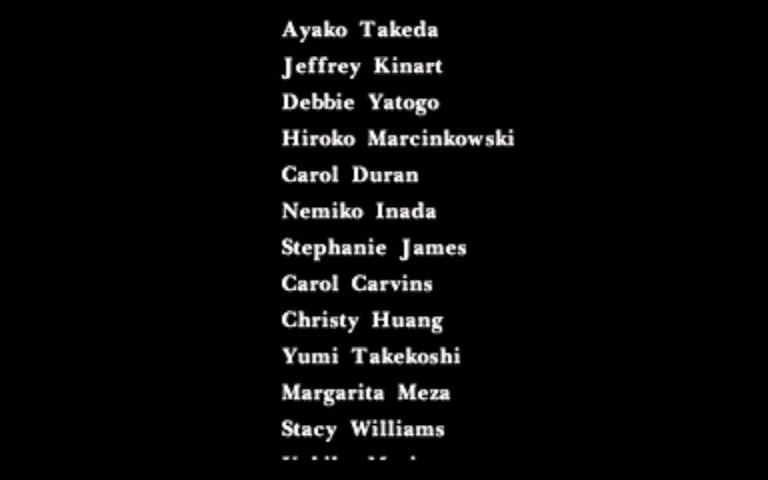 Ayako Takeda
Jeffrey Kinart
Debbie Yatogo
Hiroko Marcinkowski
Carol Duran
Nemiko Inada
Stephanie James
Carol Carvins
Christy Huang
Yumi Takekoshi
Margarita Meza
Stacy Williams